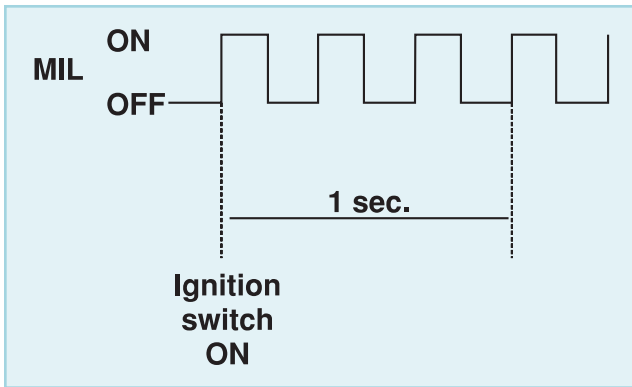 ON
MIL
OFF
1 sec.
Ignition
switch
ON